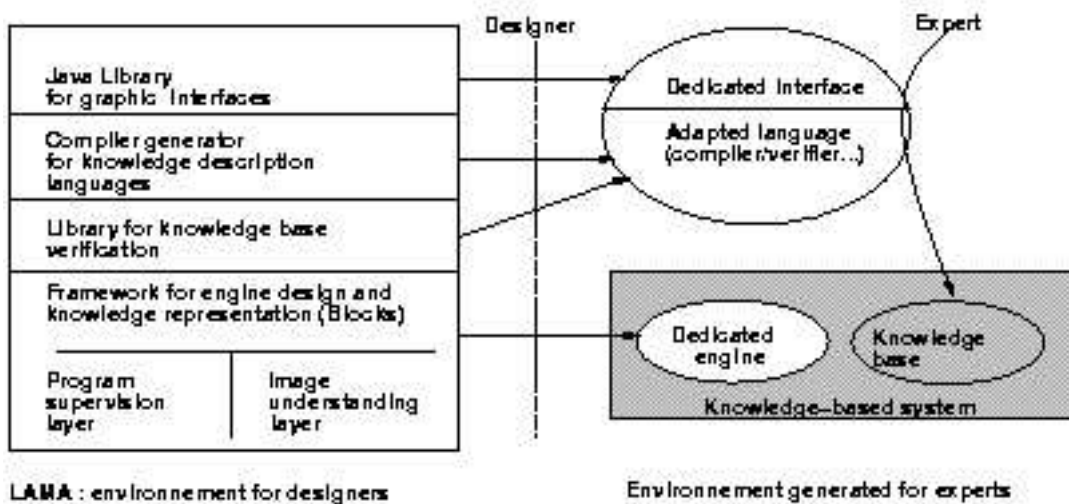 Designer
Expert
Java Library
for graphic Interfaces
Compiler generator
for knowledge description
languages
Library for knowledge base
verification
Framework for engine design and
knowledge representation (Blocks)
Program
supervision
layer
Image
understanding
layer
Dedicated Interface
Adapted language
(compiler/verifier...)
Dedicated
engine
Knowledge
base
Knowledge-based system
LAMA : environnement for designers
Environnement generated for experts